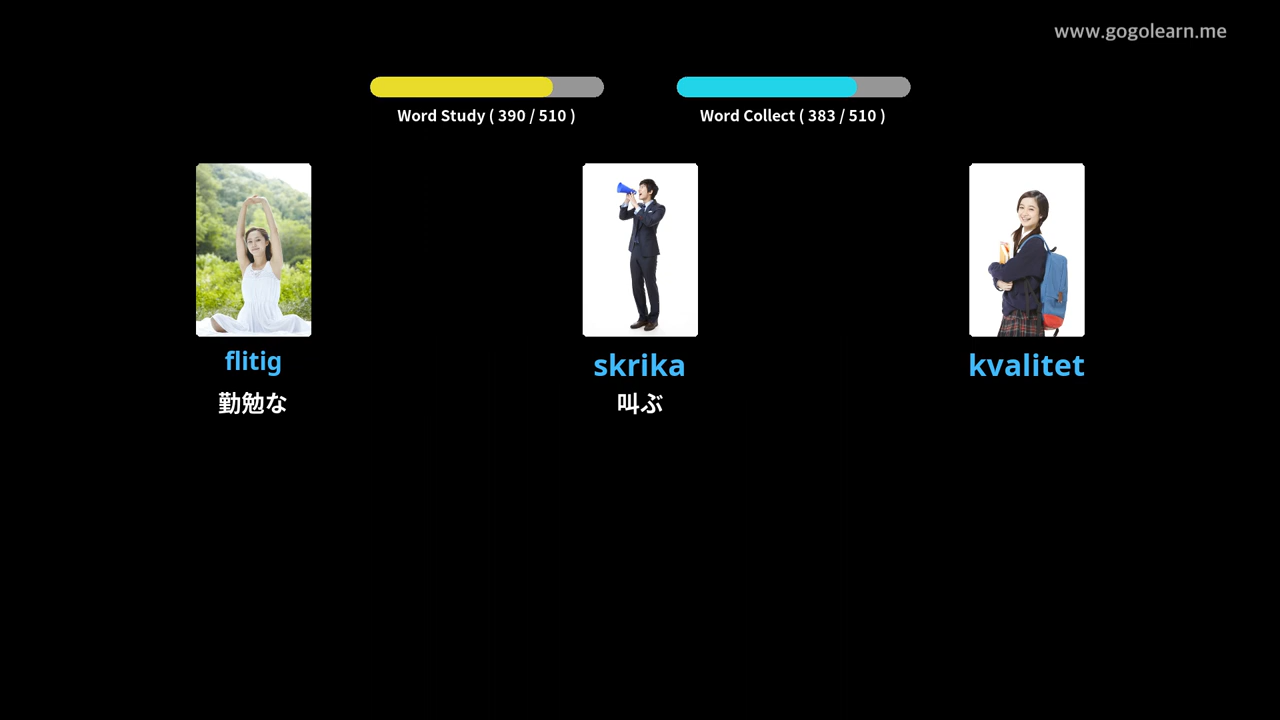 www.gogolearn.me
Word Study ( 390 / 510 )
Word Collect ( 383 / 510 )
flitig
skrika
kvalitet
勤勉な
叫ぶ